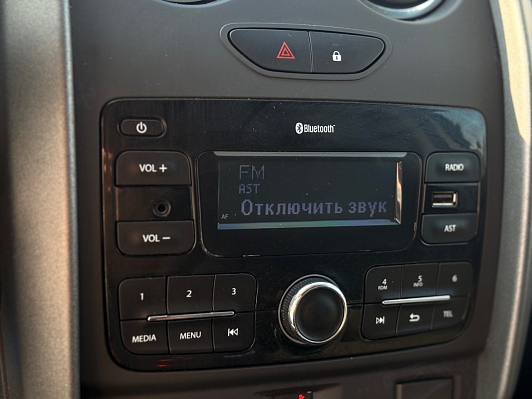 Bluetooth
VOL +
FM
AST
Отключить звук
AF
RADIO
VOL −
AST
1 2 3
4 RDM 5 INFO 6
MEDIA MENU
TEL